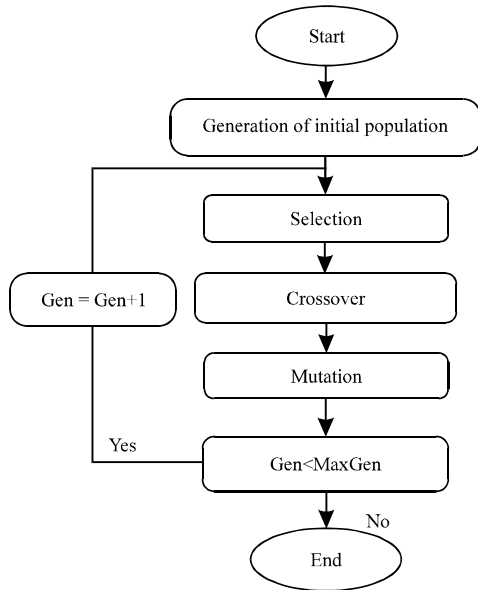 Start
Generation of initial population
Selection
Gen = Gen+1
Crossover
Mutation
Yes
Gen<MaxGen
No
End